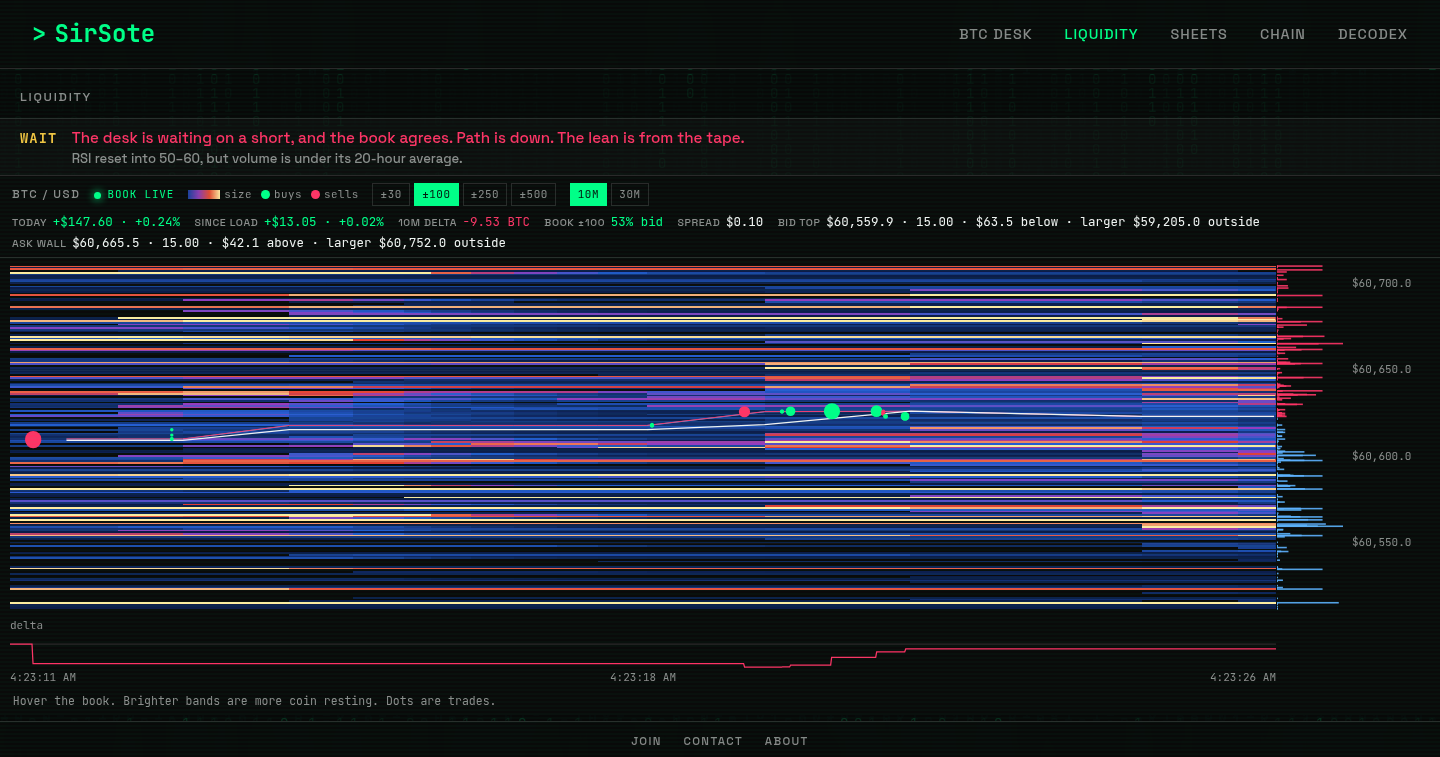 > SirSote
BTC DESK LIQUIDITY SHEETS CHAIN DECODEX
LIQUIDITY
WAIT The desk is waiting on a short, and the book agrees. Path is down. The lean is from the tape.
RSI reset into 50–60, but volume is under its 20-hour average.
BTC / USD BOOK LIVE size buys sells ±30 ±100 ±250 ±500 10M 30M
TODAY +$147.60 · +0.24% SINCE LOAD +$13.05 · +0.02% 10M DELTA -9.53 BTC BOOK ±100 53% bid SPREAD $0.10 BID TOP $60,559.9 · 15.00 · $63.5 below · larger $59,205.0 outside
ASK WALL $60,665.5 · 15.00 · $42.1 above · larger $60,752.0 outside
$60,700.0
$60,650.0
$60,600.0
$60,550.0
delta
4:23:11 AM 4:23:18 AM 4:23:26 AM
Hover the book. Brighter bands are more coin resting. Dots are trades.
JOIN CONTACT ABOUT